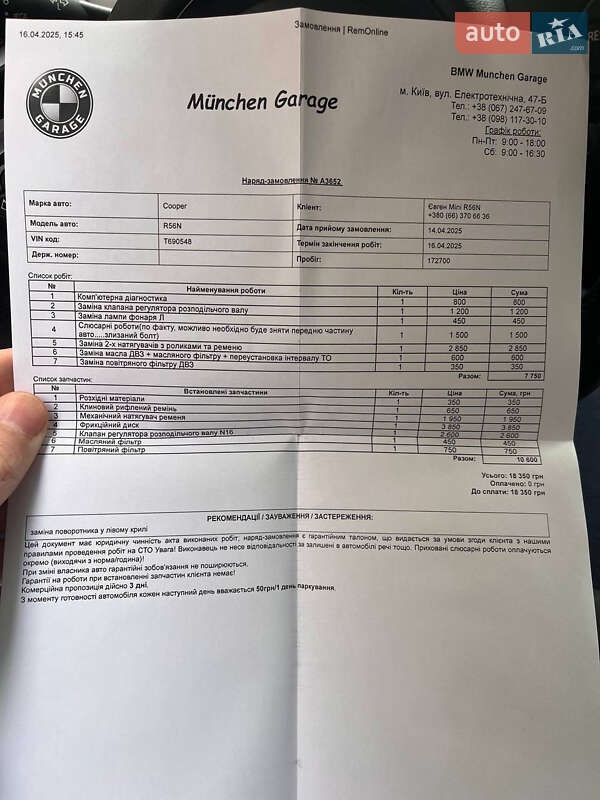 16.04.2025, 15:45
Замовлення | RemOnline
auto RIA .com
MÜNCHEN GARAGE
München Garage
BMW Munchen Garage
м. Київ, вул. Електротехнічна, 47-Б
Тел.: +38 (067) 247-67-09
Тел.: +38 (098) 117-30-10
Графік роботи:
Пн-Пт: 9:00 - 18:00
Сб: 9:00 - 16:30
Наряд-замовлення № A3652
Марка авто: Cooper Клієнт: Євген Mini R56N
+380 (66) 370 66 36
Модель авто: R56N Дата прийому замовлення: 14.04.2025
VIN код: T690548 Термін закінчення робіт: 16.04.2025
Держ. номер: Пробіг: 172700
Список робіт:
№ Найменування роботи Кіл-ть Ціна Сума
1 Комп'ютерна діагностика 1 800 800
2 Заміна клапана регулятора розподільчого валу 1 1 200 1 200
3 Заміна лампи фонаря Л 1 450 450
4 Слюсарні роботи(по факту, можливо необхідно буде зняти передню частину
авто.....злизаний болт) 1 1 500 1 500
5 Заміна 2-х натягувачів з роликами та ременю 1 2 850 2 850
6 Заміна масла ДВЗ + масляного фільтру + переустановка інтервалу ТО 1 600 600
7 Заміна повітряного фільтру ДВЗ 1 350 350
Разом: 7 750
Список запчастин:
№ Встановлені запчастини Кіл-ть Ціна Сума, грн
1 Розхідні матеріали 1 350 350
2 Клиновий рифлений ремінь 1 650 650
3 Механічний натягувач ременя 1 1 950 1 950
4 Фрикційний диск 1 3 850 3 850
5 Клапан регулятора розподільчого валу N16 1 2 600 2 600
6 Масляний фільтр 1 450 450
7 Повітряний фільтр 1 750 750
Разом: 10 600
Усього: 18 350 грн
Оплачено: 0 грн
До сплати: 18 350 грн
РЕКОМЕНДАЦІЇ / ЗАУВАЖЕННЯ / ЗАСТЕРЕЖЕННЯ:
заміна поворотника у лівому крилі
Цей документ має юридичну чинність акта виконаних робіт, наряд-замовлення є гарантійним талоном, що видається за умови згоди клієнта з нашими
правилами проведення робіт на СТО Увага! Виконавець не несе відповідальності за залишені в автомобілі речі тощо. Приховані слюсарні роботи оплачуються
окремо (виходячи з норма/година)!
При зміні власника авто гарантійні зобов'язання не поширюються.
Гарантії на роботи при встановленні запчастин клієнта немає!
Комерційна пропозиція дійсно 3 дні.
З моменту готовності автомобіля кожен наступний день вважається 50грн/1 день паркування.